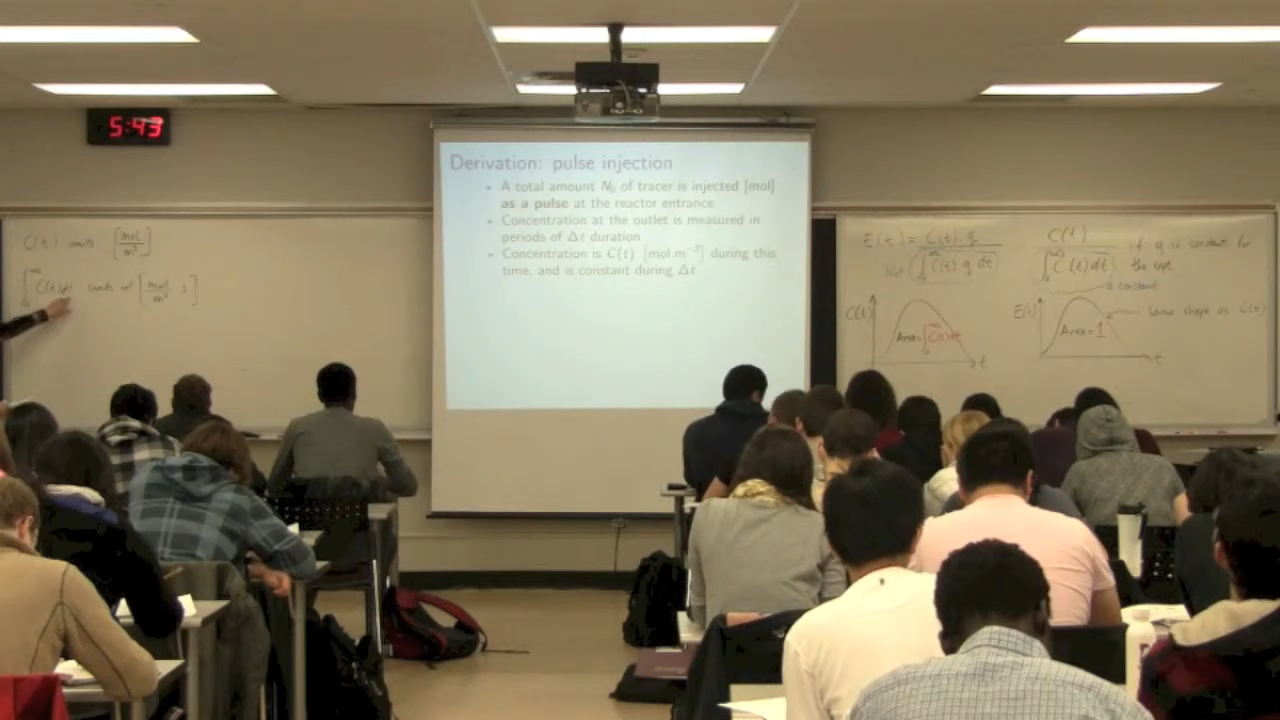 5:43
C(t) units [mol/m³]
∫₀^∞ C(t)dt units of [mol/m³ s]
Derivation: pulse injection
A total amount N₀ of tracer is injected [mol]
as a pulse at the reactor entrance
Concentration at the outlet is measured in
periods of Δt duration
Concentration is C(t) [mol.m⁻³] during this
time, and is constant during Δt
E(t) = C(t)·q / ∫₀^∞ C(t)·q dt
C(t) / ∫₀^∞ C(t)dt
if q is constant for
the expt
a constant
C(t)
Area = ∫₀^∞ C(t)dt
t
E(t)
Area = 1
t
same shape as C(t)